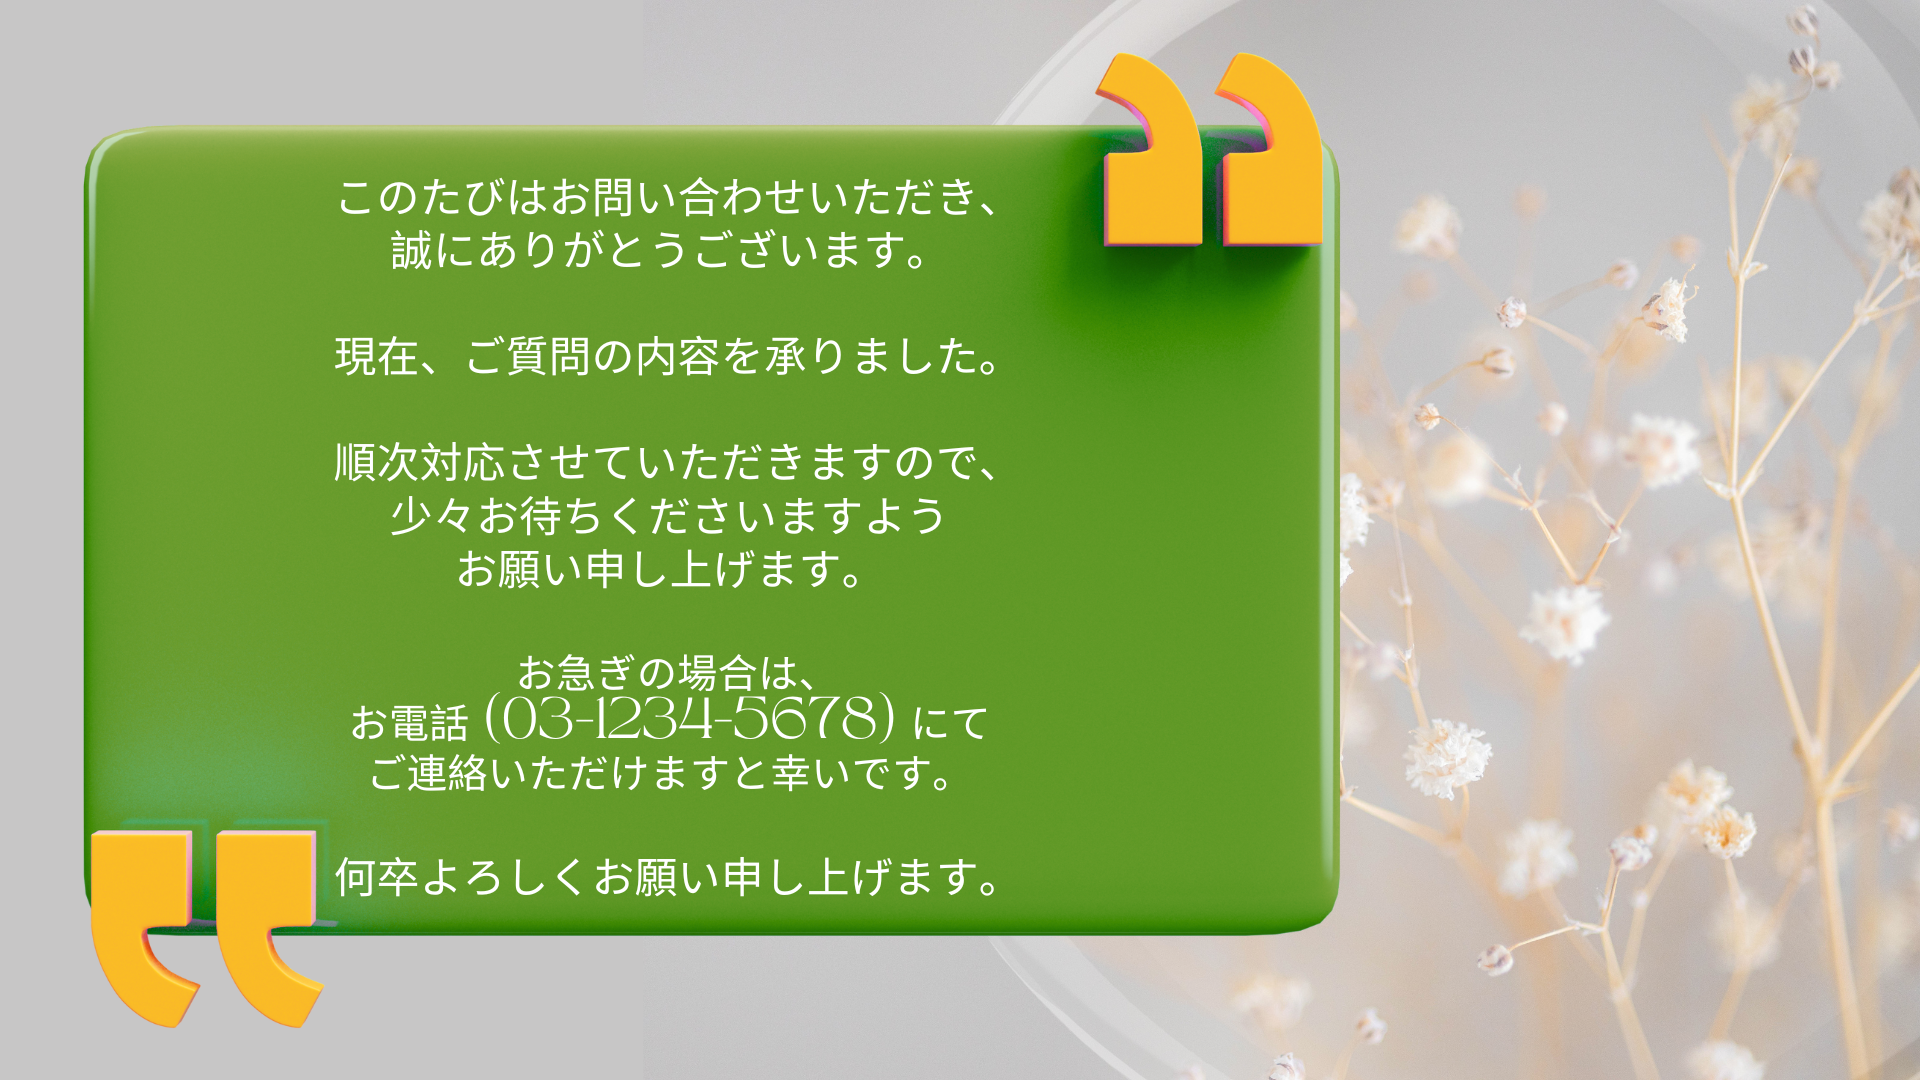 このたびはお問い合わせいただき、
誠にありがとうございます。
現在、ご質問の内容を承りました。
順次対応させていただきますので、
少々お待ちくださいますよう
お願い申し上げます。
お急ぎの場合は、
お電話 (03-1234-5678) にて
ご連絡いただけますと幸いです。
何卒よろしくお願い申し上げます。